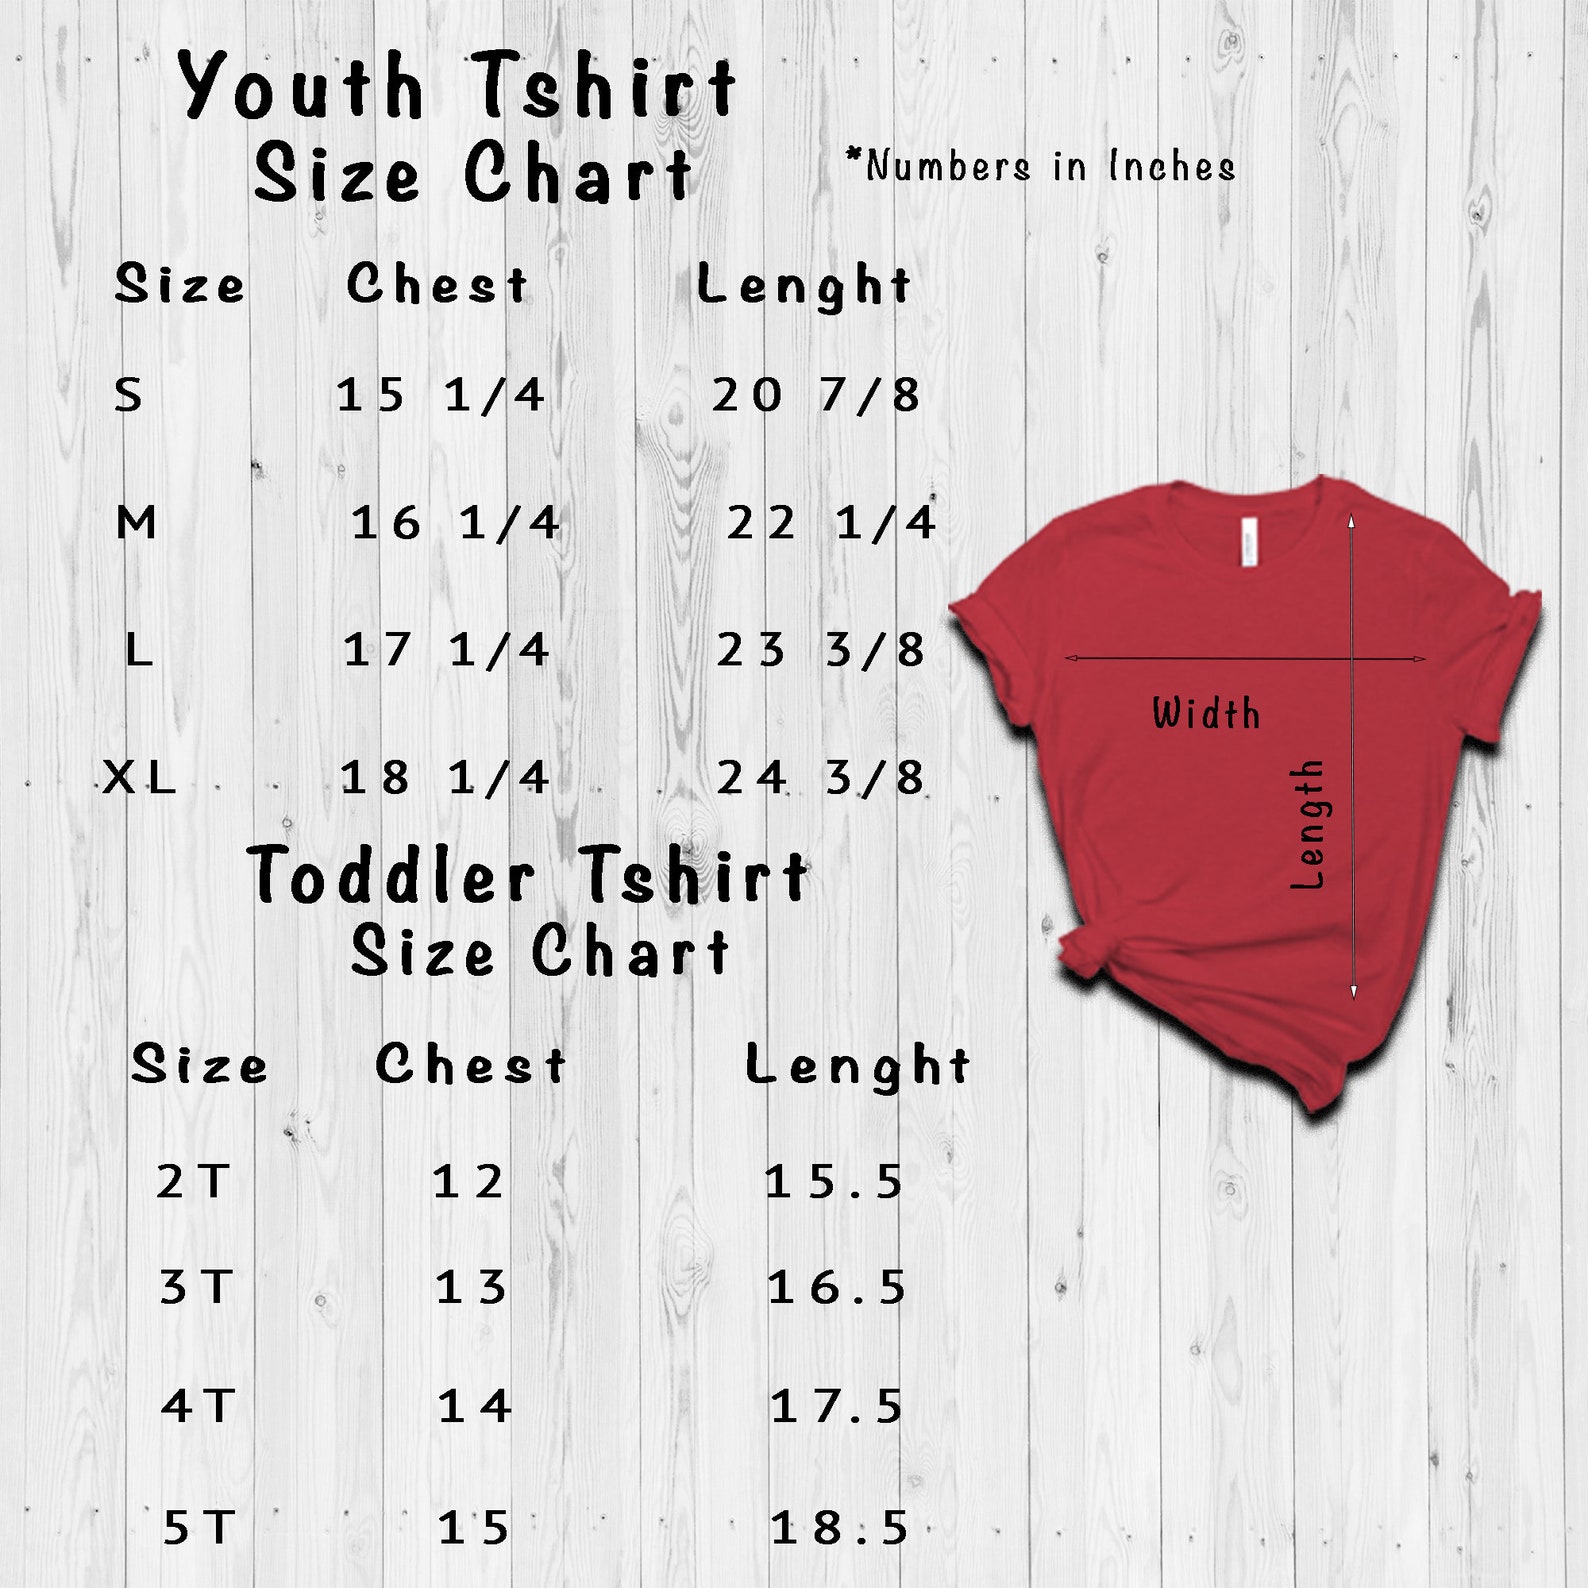 Youth Tshirt
Size Chart
*Numbers in Inches
Size Chest Lenght
S 15 1/4 20 7/8
M 16 1/4 22 1/4
L 17 1/4 23 3/8
XL 18 1/4 24 3/8
Width
Length
Toddler Tshirt
Size Chart
Size Chest Lenght
2T 12 15.5
3T 13 16.5
4T 14 17.5
5T 15 18.5